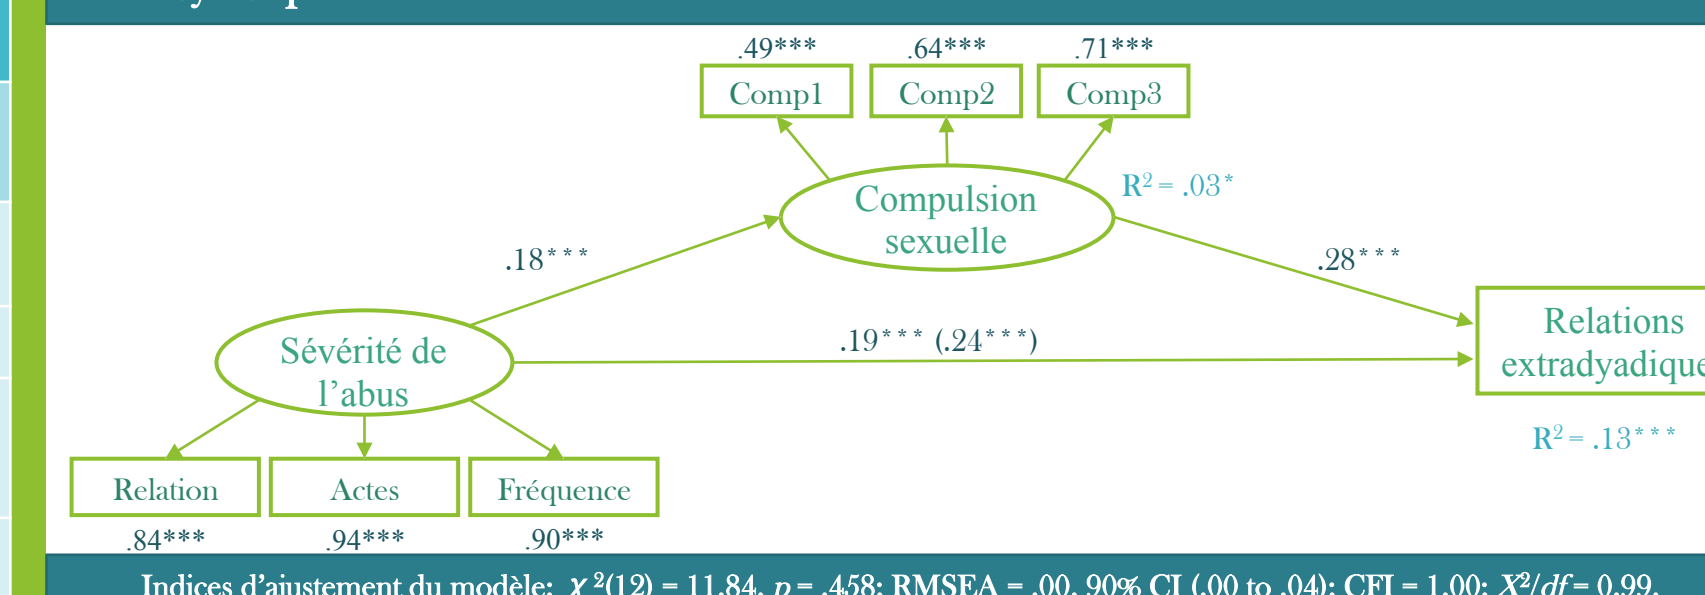 .49*** .64*** .71***
Comp1 Comp2 Comp3
Compulsion
sexuelle
R² = .03*
.18***
.28***
.19*** (.24***)
Sévérité de
l’abus
Relations
R² = .13***
Relation Actes Fréquence
.84*** .94*** .90***
Indices d’ajustement du modèle: χ²(12) = 11.84, p = .458; RMSEA = .00, 90% CI (.00 to .04); CFI = 1.00; X²/df = 0.99.